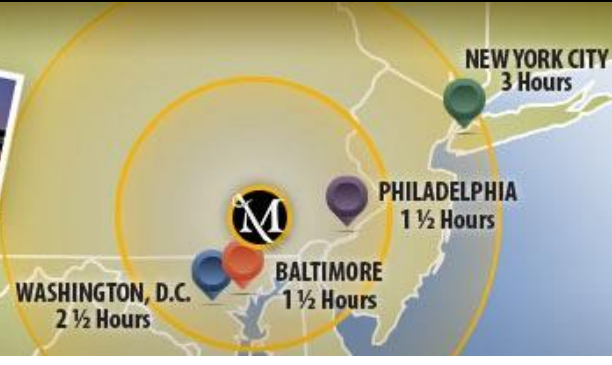 NEW YORK CITY
3 Hours
PHILADELPHIA
1 ½ Hours
M
BALTIMORE
1 ½ Hours
WASHINGTON, D.C.
2 ½ Hours